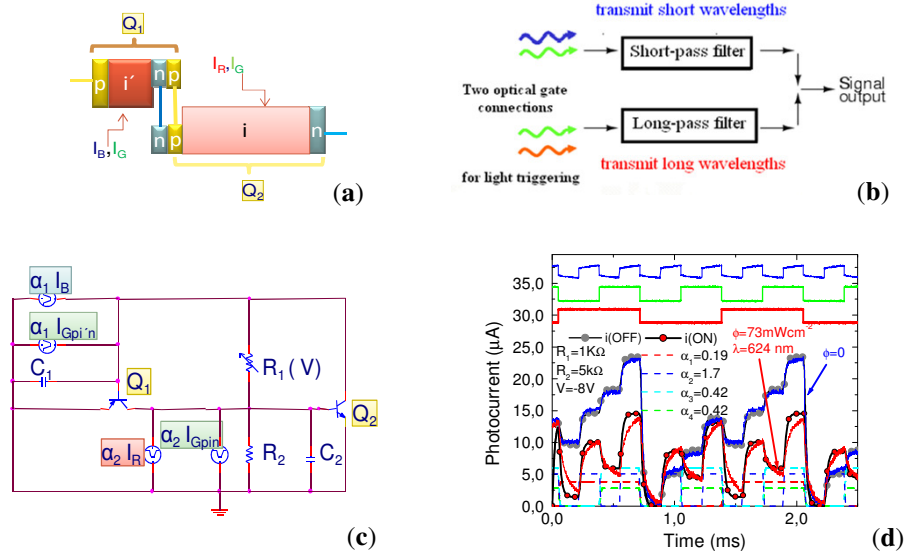 Q1
p
i´
n
p
IR,IG
IB,IG
n
p
i
n
Q2
(a)
transmit short wavelengths
Short-pass filter
Two optical gate
connections
Signal
output
Long-pass filter
for light triggering
transmit long wavelengths
(b)
α1 IB
α1 IGpi´n
C1
Q1
R1 ( V)
Q2
α2 IGpin
α2 IR
R2
C2
(c)
Photocurrent (µA)
35,0
30,0
25,0
20,0
15,0
10,0
5,0
0,0
i(OFF)
i(ON)
ϕ=73mWcm-2
λ=624 nm
ϕ=0
R1=1KΩ
R2=5kΩ
V=-8V
α1=0.19
α2=1.7
α3=0.42
α4=0.42
0,0
1,0
2,0
Time (ms)
(d)